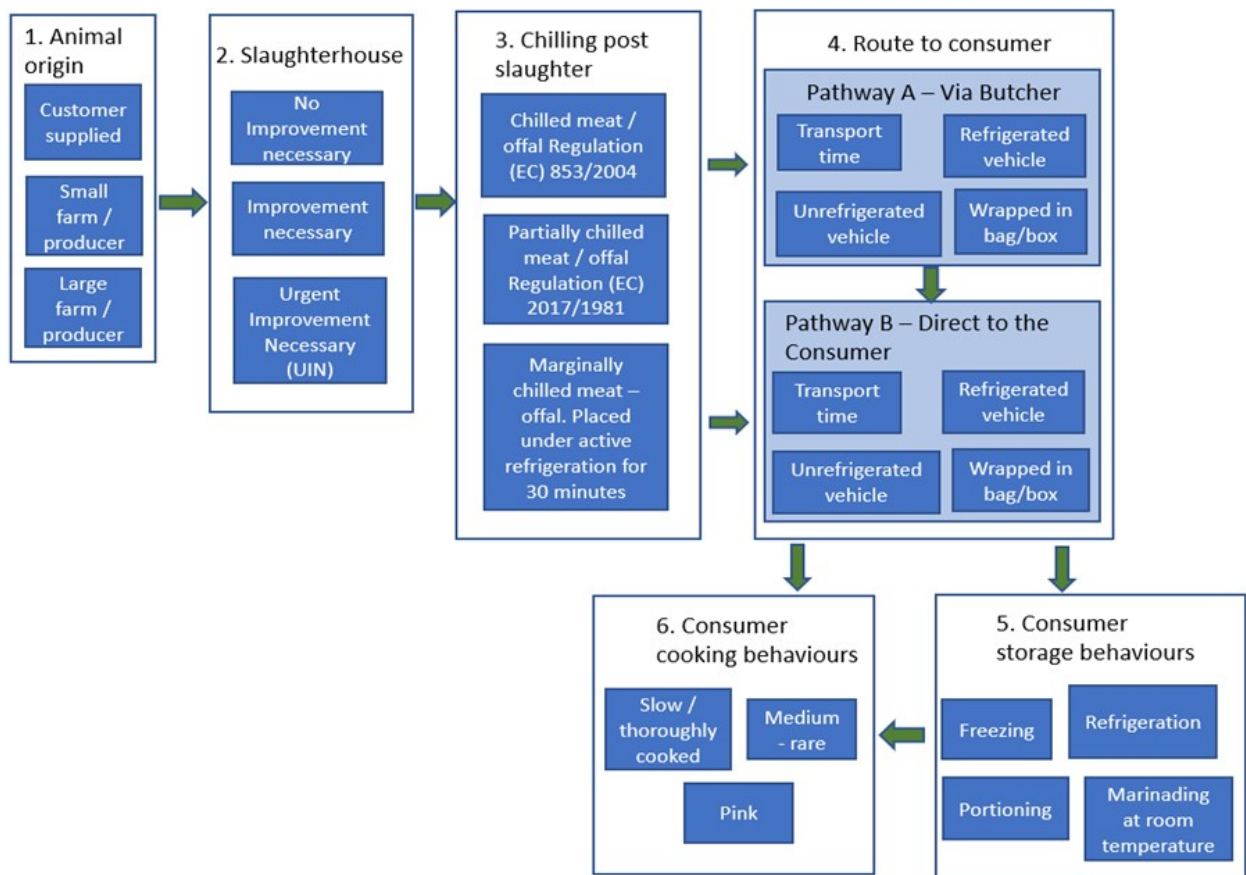 1. Animal
origin
Customer
supplied
Small
farm /
producer
Large
farm /
producer
2. Slaughterhouse
No
Improvement
necessary
Improvement
necessary
Urgent
Improvement
Necessary
(UIN)
3. Chilling post
slaughter
Chilled meat /
offal Regulation
(EC) 853/2004
Partially chilled
meat / offal
Regulation (EC)
2017/1981
Marginally
chilled meat –
offal. Placed
under active
refrigeration for
30 minutes
4. Route to consumer
Pathway A – Via Butcher
Transport
time
Refrigerated
vehicle
Unrefrigerated
vehicle
Wrapped in
bag/box
Pathway B – Direct to the
Consumer
Transport
time
Refrigerated
vehicle
Unrefrigerated
vehicle
Wrapped in
bag/box
5. Consumer
storage behaviours
Freezing
Refrigeration
Portioning
Marinading
at room
temperature
6. Consumer
cooking behaviours
Slow /
thoroughly
cooked
Medium
- rare
Pink